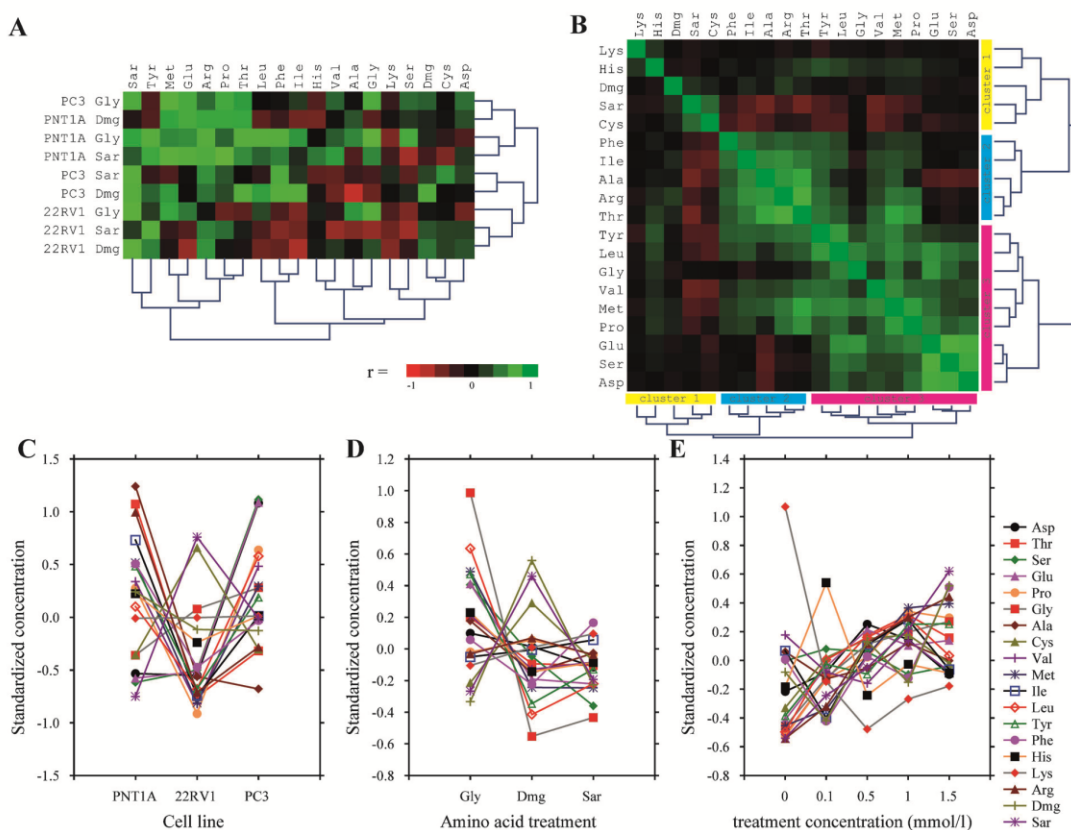 A
Sar Tyr Met Glu Arg Pro Thr Leu Phe Ile His Val Ala Gly Lys Ser Dmg Cys Asp
PC3 Gly
PNT1A Dmg
PNT1A Gly
PNT1A Sar
PC3 Sar
PC3 Dmg
22RV1 Gly
22RV1 Sar
22RV1 Dmg
r =
-1 0 1
B
Lys His Dmg Sar Cys Phe Ile Ala Arg Thr Tyr Leu Gly Val Met Pro Glu Ser Asp
Lys
His
Dmg
Sar
Cys
Phe
Ile
Ala
Arg
Thr
Tyr
Leu
Gly
Val
Met
Pro
Glu
Ser
Asp
cluster 1
cluster 1
C
Standardized concentration
1.5
1.0
0.5
0.0
-0.5
-1.0
-1.5
PNT1A 22RV1 PC3
Cell line
D
Standardized concentration
1.2
1.0
0.8
0.6
0.4
0.2
0.0
-0.2
-0.4
-0.6
-0.8
Gly Dmg Sar
Amino acid treatment
E
Standardized concentration
1.4
1.2
1.0
0.8
0.6
0.4
0.2
0.0
-0.2
-0.4
-0.6
-0.8
0 0.1 0.5 1 1.5
treatment concentration (mmol/l)
Asp
Thr
Ser
Glu
Pro
Gly
Ala
Cys
Val
Met
Ile
Leu
Tyr
Phe
His
Lys
Arg
Dmg
Sar